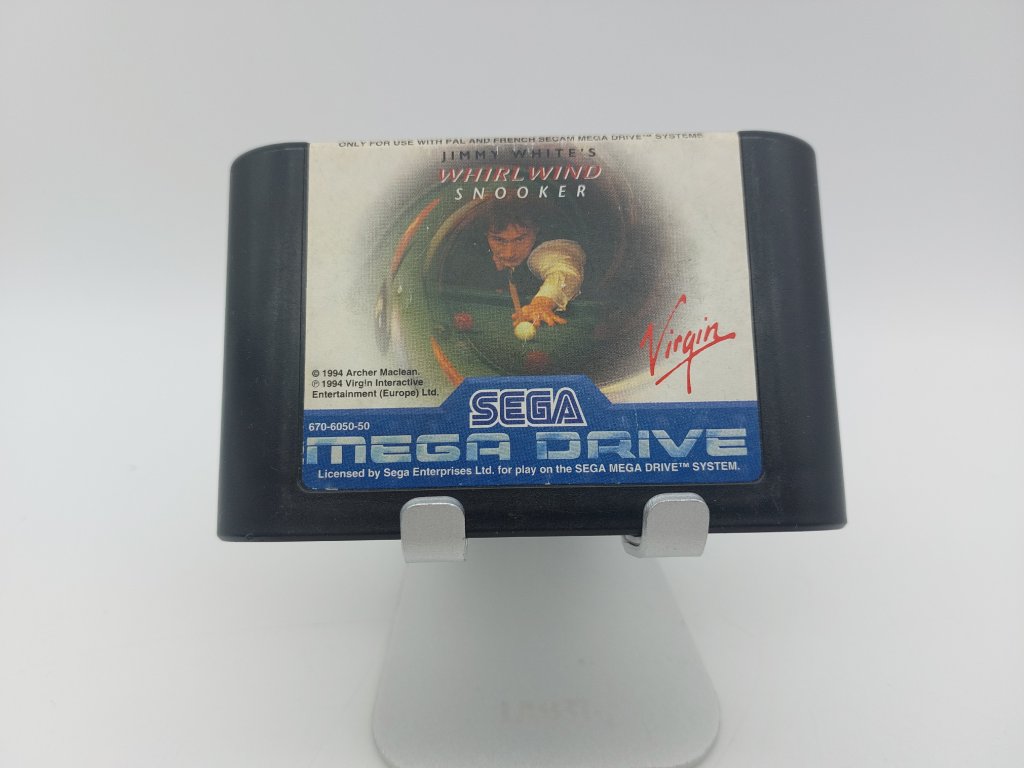 ONLY FOR USE WITH PAL AND FRENCH SECAM MEGA DRIVE™ SYSTEMS.
JIMMY WHITE'S
WHIRLWIND
SNOOKER
Virgin
© 1994 Archer Maclean.
℗ 1994 Virgin Interactive
Entertainment (Europe) Ltd.
SEGA
670-6050-50
MEGA DRIVE
Licensed by Sega Enterprises Ltd. for play on the SEGA MEGA DRIVE™ SYSTEM.